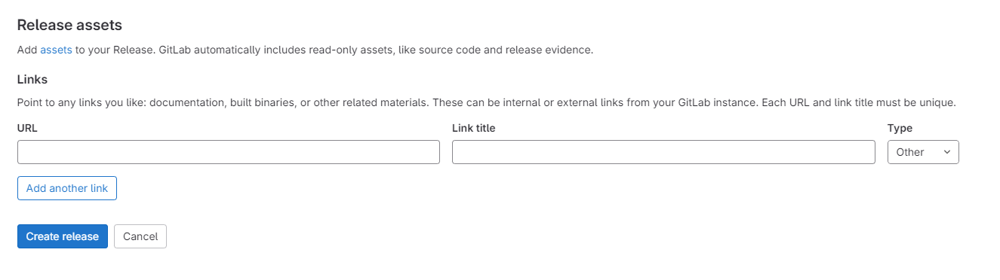 Release assets
Add assets to your Release. GitLab automatically includes read-only assets, like source code and release evidence.
Links
Point to any links you like: documentation, built binaries, or other related materials. These can be internal or external links from your GitLab instance. Each URL and link title must be unique.
URL Link title Type
Other
Add another link
Create release Cancel